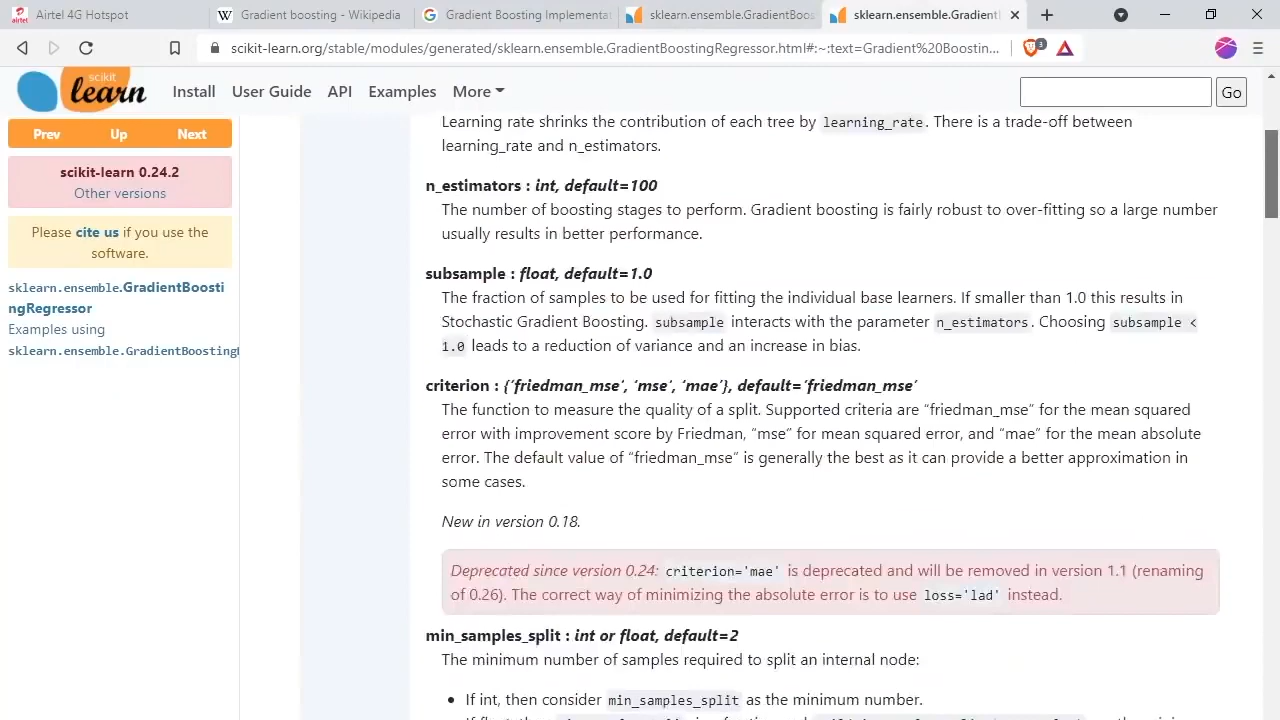 Airtel 4G Hotspot
Gradient boosting - Wikipedia
Gradient Boosting Implementa
sklearn.ensemble.GradientBoos
sklearn.ensemble.Gradient
scikit-learn.org/stable/modules/generated/sklearn.ensemble.GradientBoostingRegressor.html#:~:text=Gradient%20Boostin...
3
scikit
learn
Install
User Guide
API
Examples
More
Go
Prev
Up
Next
scikit-learn 0.24.2
Other versions
Please cite us if you use the
software.
sklearn.ensemble.GradientBoosti
ngRegressor
Examples using
sklearn.ensemble.GradientBoosting
Learning rate shrinks the contribution of each tree by learning_rate. There is a trade-off between
learning_rate and n_estimators.
n_estimators : int, default=100
The number of boosting stages to perform. Gradient boosting is fairly robust to over-fitting so a large number
usually results in better performance.
subsample : float, default=1.0
The fraction of samples to be used for fitting the individual base learners. If smaller than 1.0 this results in
Stochastic Gradient Boosting. subsample interacts with the parameter n_estimators. Choosing subsample <
1.0 leads to a reduction of variance and an increase in bias.
criterion : {‘friedman_mse’, ‘mse’, ‘mae’}, default=’friedman_mse’
The function to measure the quality of a split. Supported criteria are “friedman_mse” for the mean squared
error with improvement score by Friedman, “mse” for mean squared error, and “mae” for the mean absolute
error. The default value of “friedman_mse” is generally the best as it can provide a better approximation in
some cases.
New in version 0.18.
Deprecated since version 0.24: criterion='mae' is deprecated and will be removed in version 1.1 (renaming
of 0.26). The correct way of minimizing the absolute error is to use loss='lad' instead.
min_samples_split : int or float, default=2
The minimum number of samples required to split an internal node:
If int, then consider min_samples_split as the minimum number.